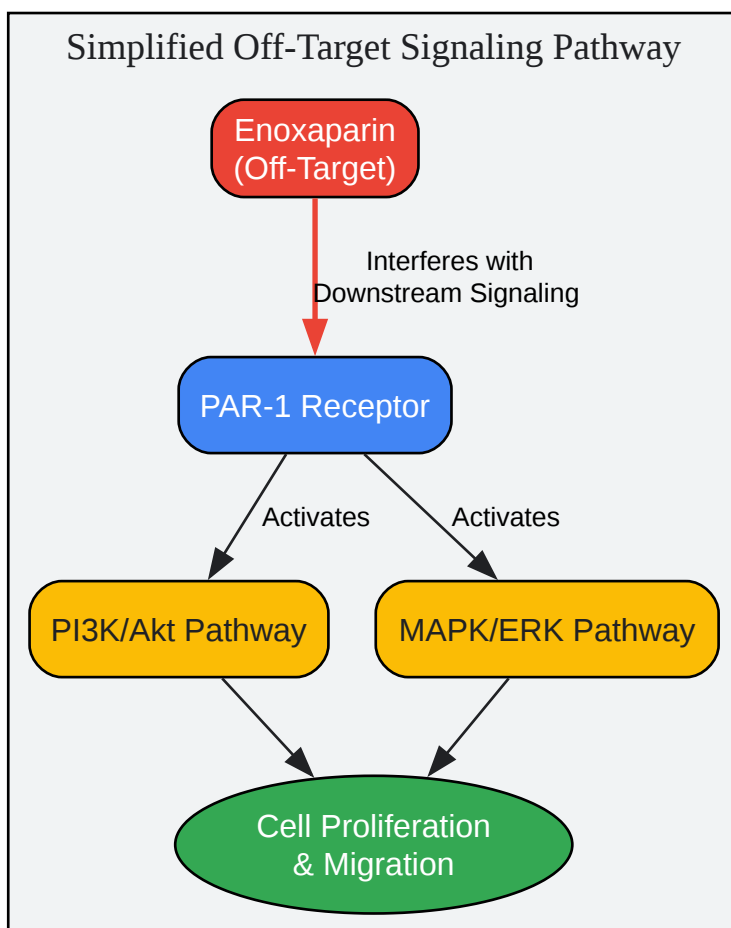 Simplified Off-Target Signaling Pathway
Enoxaparin
(Off-Target)
Interferes with
Downstream Signaling
PAR-1 Receptor
Activates
Activates
PI3K/Akt Pathway
MAPK/ERK Pathway
Cell Proliferation
& Migration